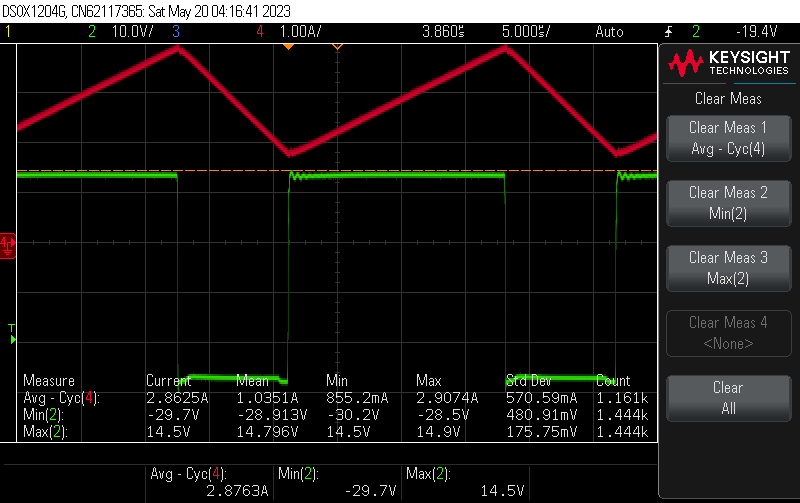 DSOX1204G, CN62117365: Sat May 20 04:16:41 2023
1 2 10.0V/ 3 4 1.00A/ 3.860s 5.000s/ Auto 2 -19.4V
KEYSIGHT
TECHNOLOGIES
Clear Meas
Clear Meas 1
Avg - Cyc(4)
Clear Meas 2
Min(2)
Clear Meas 3
Max(2)
Clear Meas 4
<None>
Clear
All
4
T
Measure Current Mean Min Max Std Dev Count
Avg - Cyc(4): 2.8625A 1.0351A 855.2mA 2.9074A 570.59mA 1.161k
Min(2): -29.7V -28.913V -30.2V -28.5V 480.91mV 1.444k
Max(2): 14.5V 14.796V 14.5V 14.9V 175.75mV 1.444k
Avg - Cyc(4): Min(2): Max(2):
2.8763A -29.7V 14.5V